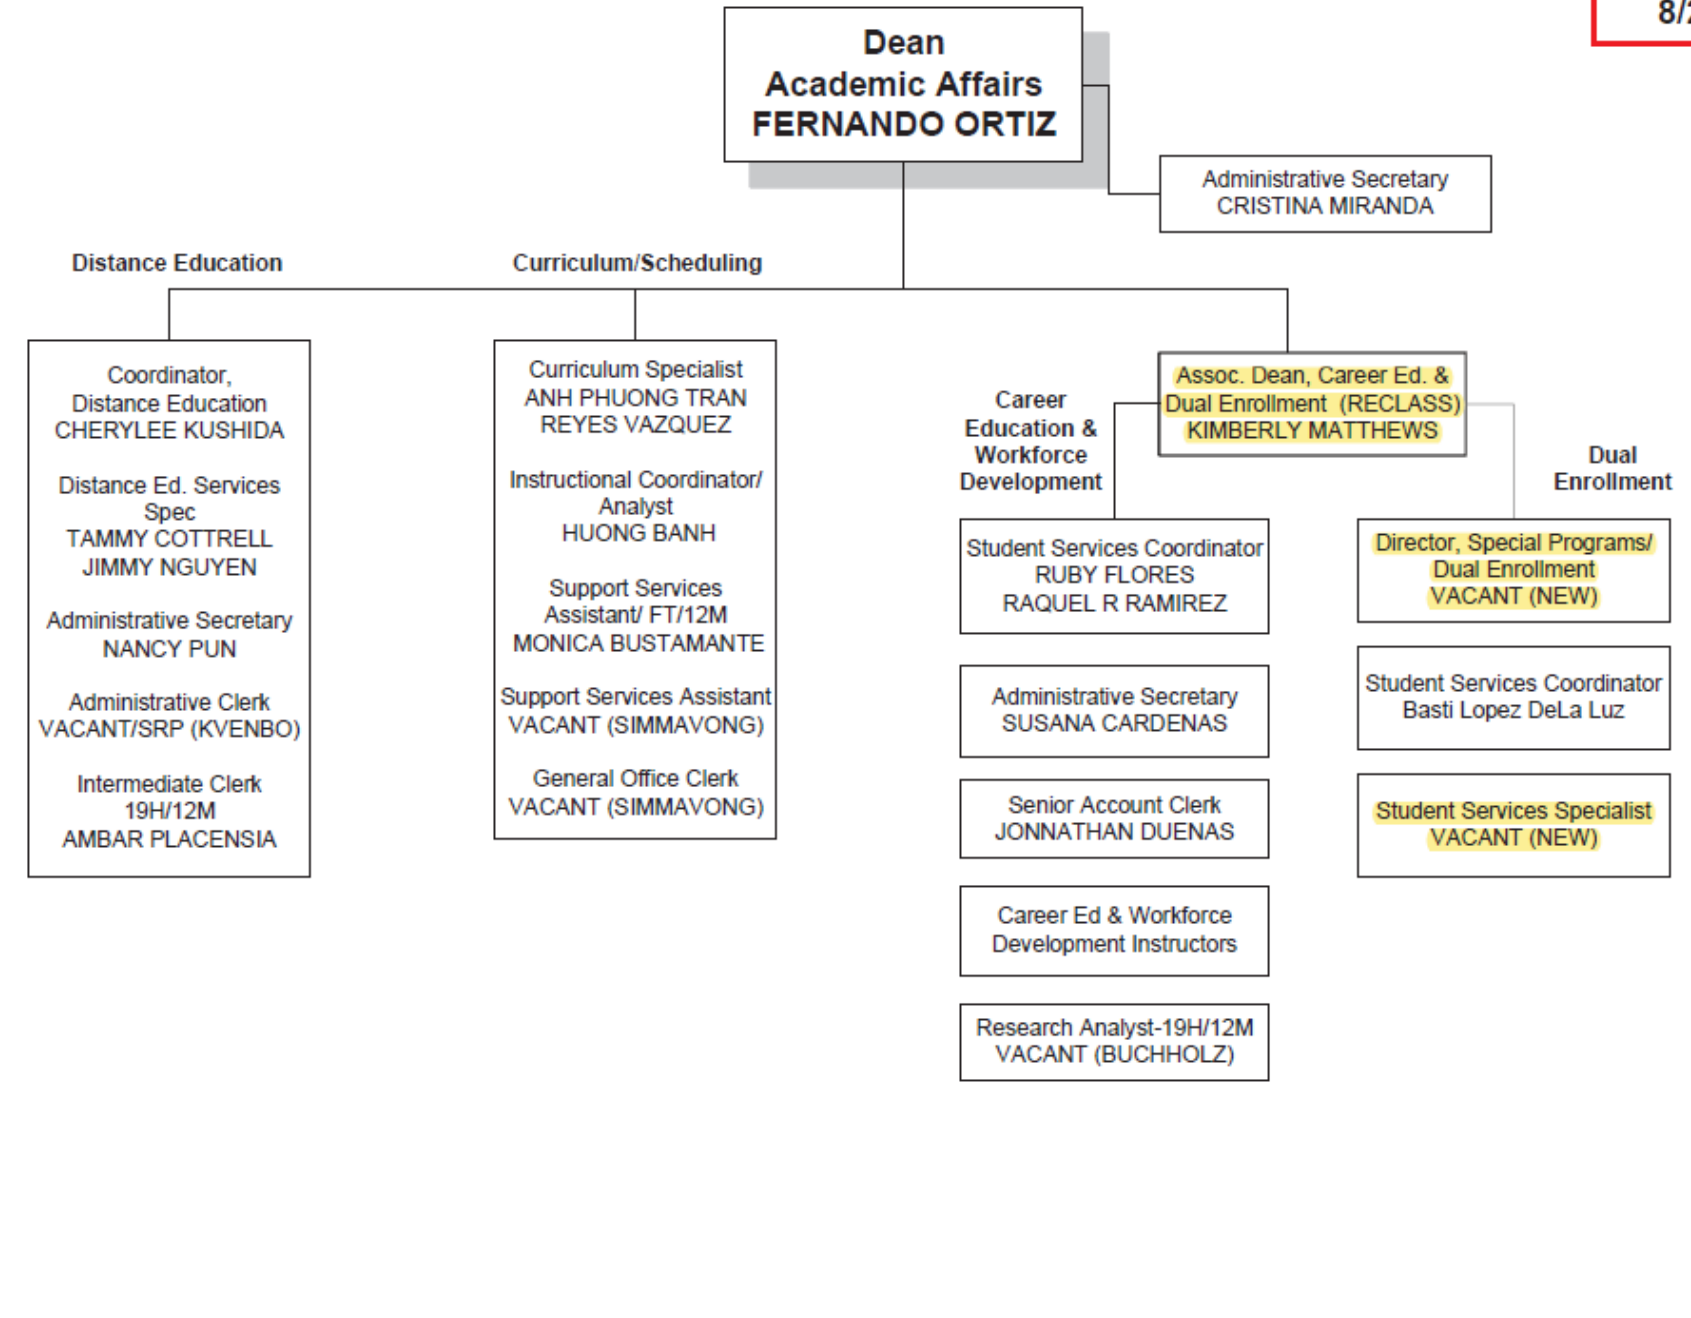 8/2
Dean
Academic Affairs
FERNANDO ORTIZ
Administrative Secretary
CRISTINA MIRANDA
Distance Education
Coordinator,
Distance Education
CHERYLEE KUSHIDA
Distance Ed. Services
Spec
TAMMY COTTRELL
JIMMY NGUYEN
Administrative Secretary
NANCY PUN
Administrative Clerk
VACANT/SRP (KVENBO)
Intermediate Clerk
19H/12M
AMBAR PLACENSIA
Curriculum/Scheduling
Curriculum Specialist
ANH PHUONG TRAN
REYES VAZQUEZ
Instructional Coordinator/
Analyst
HUONG BANH
Support Services
Assistant/ FT/12M
MONICA BUSTAMANTE
Support Services Assistant
VACANT (SIMMAVONG)
General Office Clerk
VACANT (SIMMAVONG)
Assoc. Dean, Career Ed. &
Dual Enrollment (RECLASS)
KIMBERLY MATTHEWS
Career
Education &
Workforce
Development
Student Services Coordinator
RUBY FLORES
RAQUEL R RAMIREZ
Administrative Secretary
SUSANA CARDENAS
Senior Account Clerk
JONNATHAN DUENAS
Career Ed & Workforce
Development Instructors
Research Analyst-19H/12M
VACANT (BUCHHOLZ)
Dual
Enrollment
Director, Special Programs/
Dual Enrollment
VACANT (NEW)
Student Services Coordinator
Basti Lopez DeLa Luz
Student Services Specialist
VACANT (NEW)